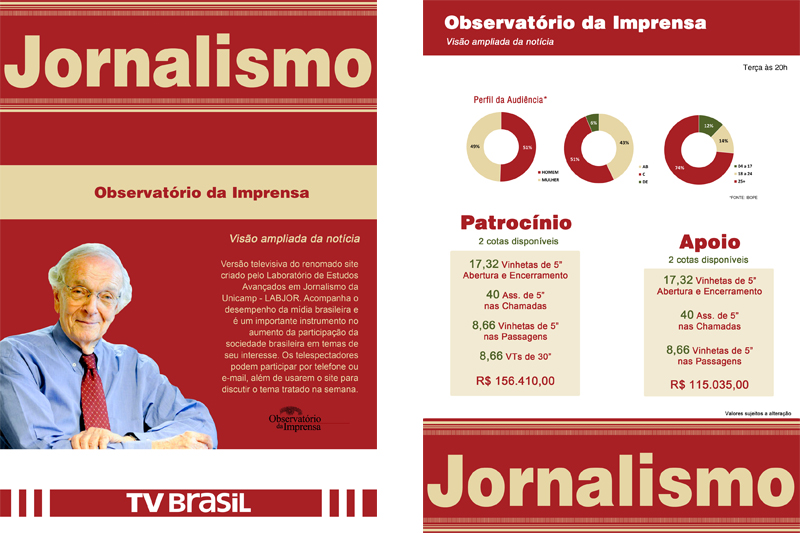 Jornalismo
Observatório da Imprensa
Visão ampliada da notícia
Versão televisiva do renomado site
criado pelo Laboratório de Estudos
Avançados em Jornalismo da
Unicamp - LABJOR. Acompanha o
desempenho da mídia brasileira e
é um importante instrumento no
aumento da participação da
sociedade brasileira em temas de
seu interesse. Os telespectadores
podem participar por telefone ou
e-mail, além de usarem o site para
discutir o tema tratado na semana.
Observatório
da Imprensa
TV BRASIL
Observatório da Imprensa
Visão ampliada da notícia
Terça às 20h
Perfil da Audiência*
49%
51%
HOMEM
MULHER
6%
43%
51%
AB
C
DE
12%
14%
74%
04 a 17
18 a 24
25+
*FONTE: IBOPE
Patrocínio
2 cotas disponíveis
17,32 Vinhetas de 5"
Abertura e Encerramento
40 Ass. de 5"
nas Chamadas
8,66 Vinhetas de 5"
nas Passagens
8,66 VTs de 30"
R$ 156.410,00
Apoio
2 cotas disponíveis
17,32 Vinhetas de 5"
Abertura e Encerramento
40 Ass. de 5"
nas Chamadas
8,66 Vinhetas de 5"
nas Passagens
R$ 115.035,00
Valores sujeitos a alteração
Jornalismo